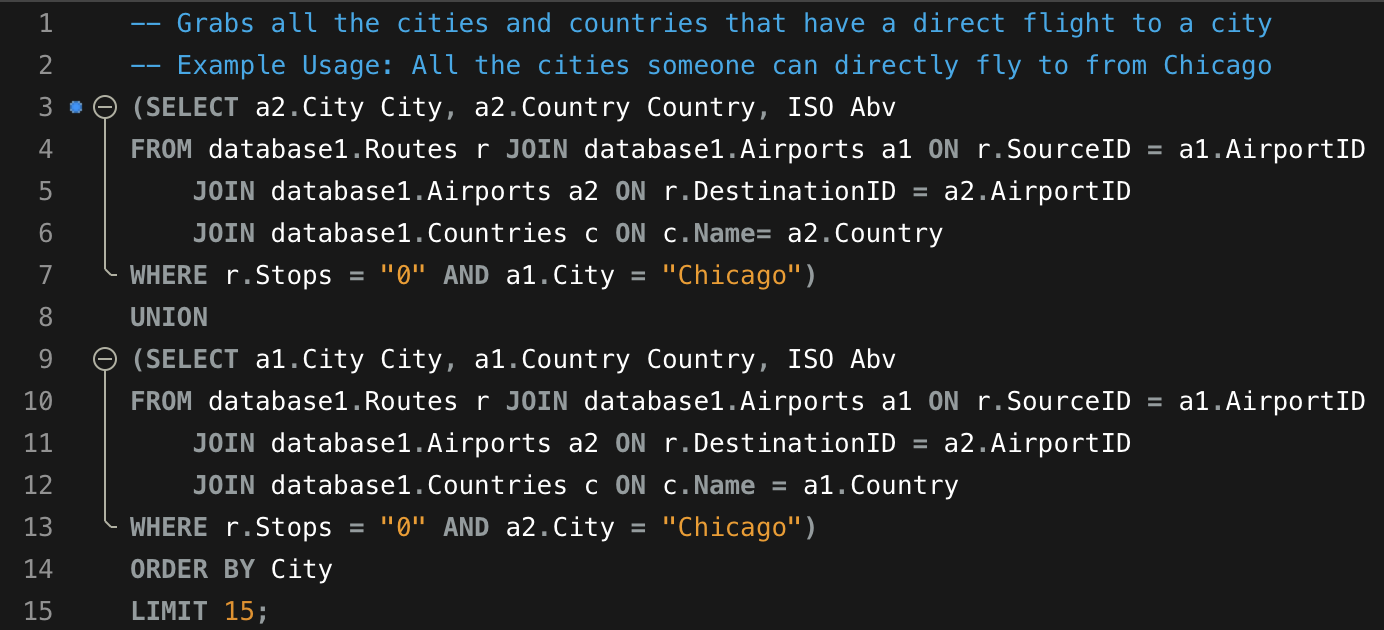 1 -- Grabs all the cities and countries that have a direct flight to a city
2 -- Example Usage: All the cities someone can directly fly to from Chicago
3 (SELECT a2.City City, a2.Country Country, ISO Abv
4 FROM database1.Routes r JOIN database1.Airports a1 ON r.SourceID = a1.AirportID
5     JOIN database1.Airports a2 ON r.DestinationID = a2.AirportID
6     JOIN database1.Countries c ON c.Name= a2.Country
7 WHERE r.Stops = "0" AND a1.City = "Chicago")
8 UNION
9 (SELECT a1.City City, a1.Country Country, ISO Abv
10 FROM database1.Routes r JOIN database1.Airports a1 ON r.SourceID = a1.AirportID
11     JOIN database1.Airports a2 ON r.DestinationID = a2.AirportID
12     JOIN database1.Countries c ON c.Name = a1.Country
13 WHERE r.Stops = "0" AND a2.City = "Chicago")
14 ORDER BY City
15 LIMIT 15;